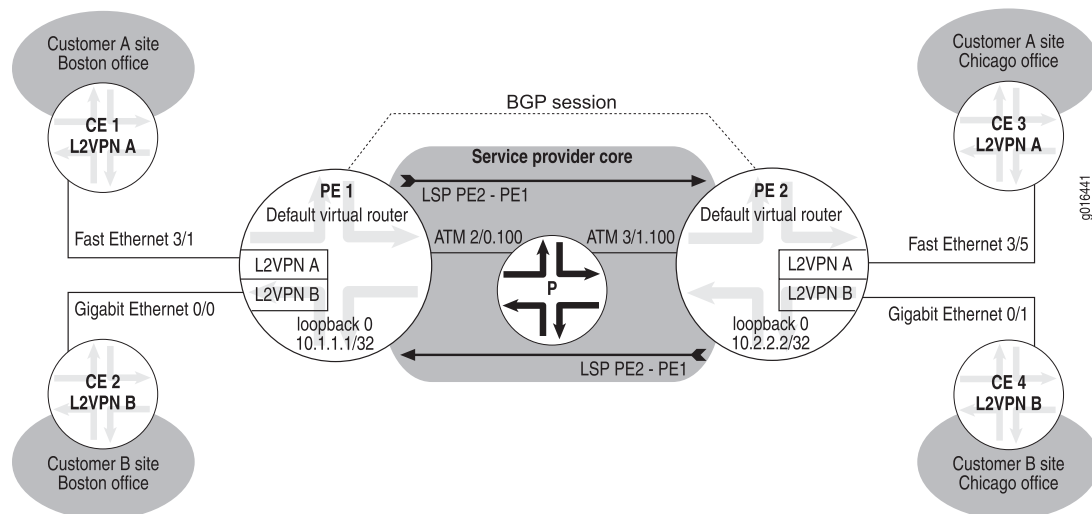 Customer A site
Boston office
CE 1
L2VPN A
Fast Ethernet 3/1
Gigabit Ethernet 0/0
CE 2
L2VPN B
Customer B site
Boston office
BGP session
Service provider core
LSP PE2 - PE1
PE 1
Default virtual router
L2VPN A
L2VPN B
loopback 0
10.1.1.1/32
ATM 2/0.100
P
ATM 3/1.100
LSP PE2 - PE1
PE 2
Default virtual router
L2VPN A
L2VPN B
loopback 0
10.2.2.2/32
Customer A site
Chicago office
CE 3
L2VPN A
Fast Ethernet 3/5
Gigabit Ethernet 0/1
CE 4
L2VPN B
Customer B site
Chicago office
g016441